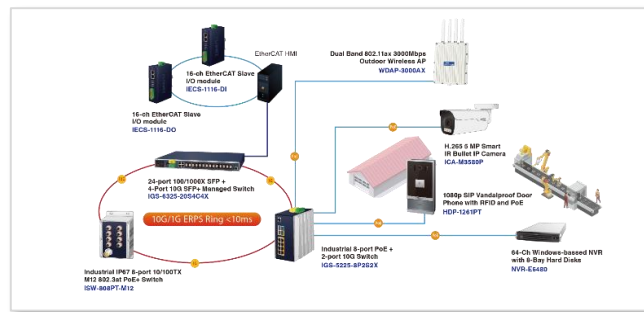 EtherCAT HMI
16-ch EtherCAT Slave
I/O module
IECS-1116-DI
16-ch EtherCAT Slave
I/O module
IECS-1116-DO
Dual Band 802.11ax 3000Mbps
Outdoor Wireless AP
WDAP-3000AX
H.265 5 MP Smart
IR Bullet IP Camera
ICA-M3580P
24-port 100/1000X SFP +
4-Port 10G SFP+ Managed Switch
IGS-6325-20S4C4X
1080p SIP Vandalproof Door
Phone with RFID and PoE
HDP-1261PT
10G/1G ERPS Ring <10ms
Industrial 8-port PoE +
2-port 10G Switch
IGS-5225-8P2S2X
64-Ch Windows-bassed NVR
with 8-Bay Hard Disks
NVR-E6480
Industrial IP67 8-port 10/100TX
M12 802.3at PoE+ Switch
ISW-808PT-M12